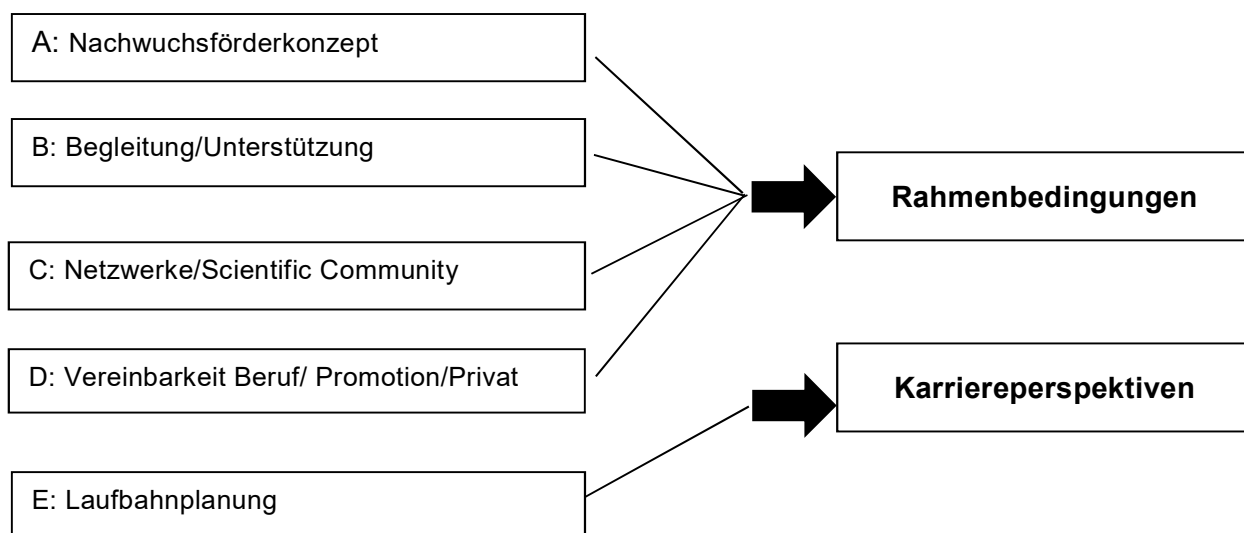 A: Nachwuchsförderkonzept
B: Begleitung/Unterstützung
C: Netzwerke/Scientific Community
D: Vereinbarkeit Beruf/ Promotion/Privat
E: Laufbahnplanung
Rahmenbedingungen
Karriereperspektiven